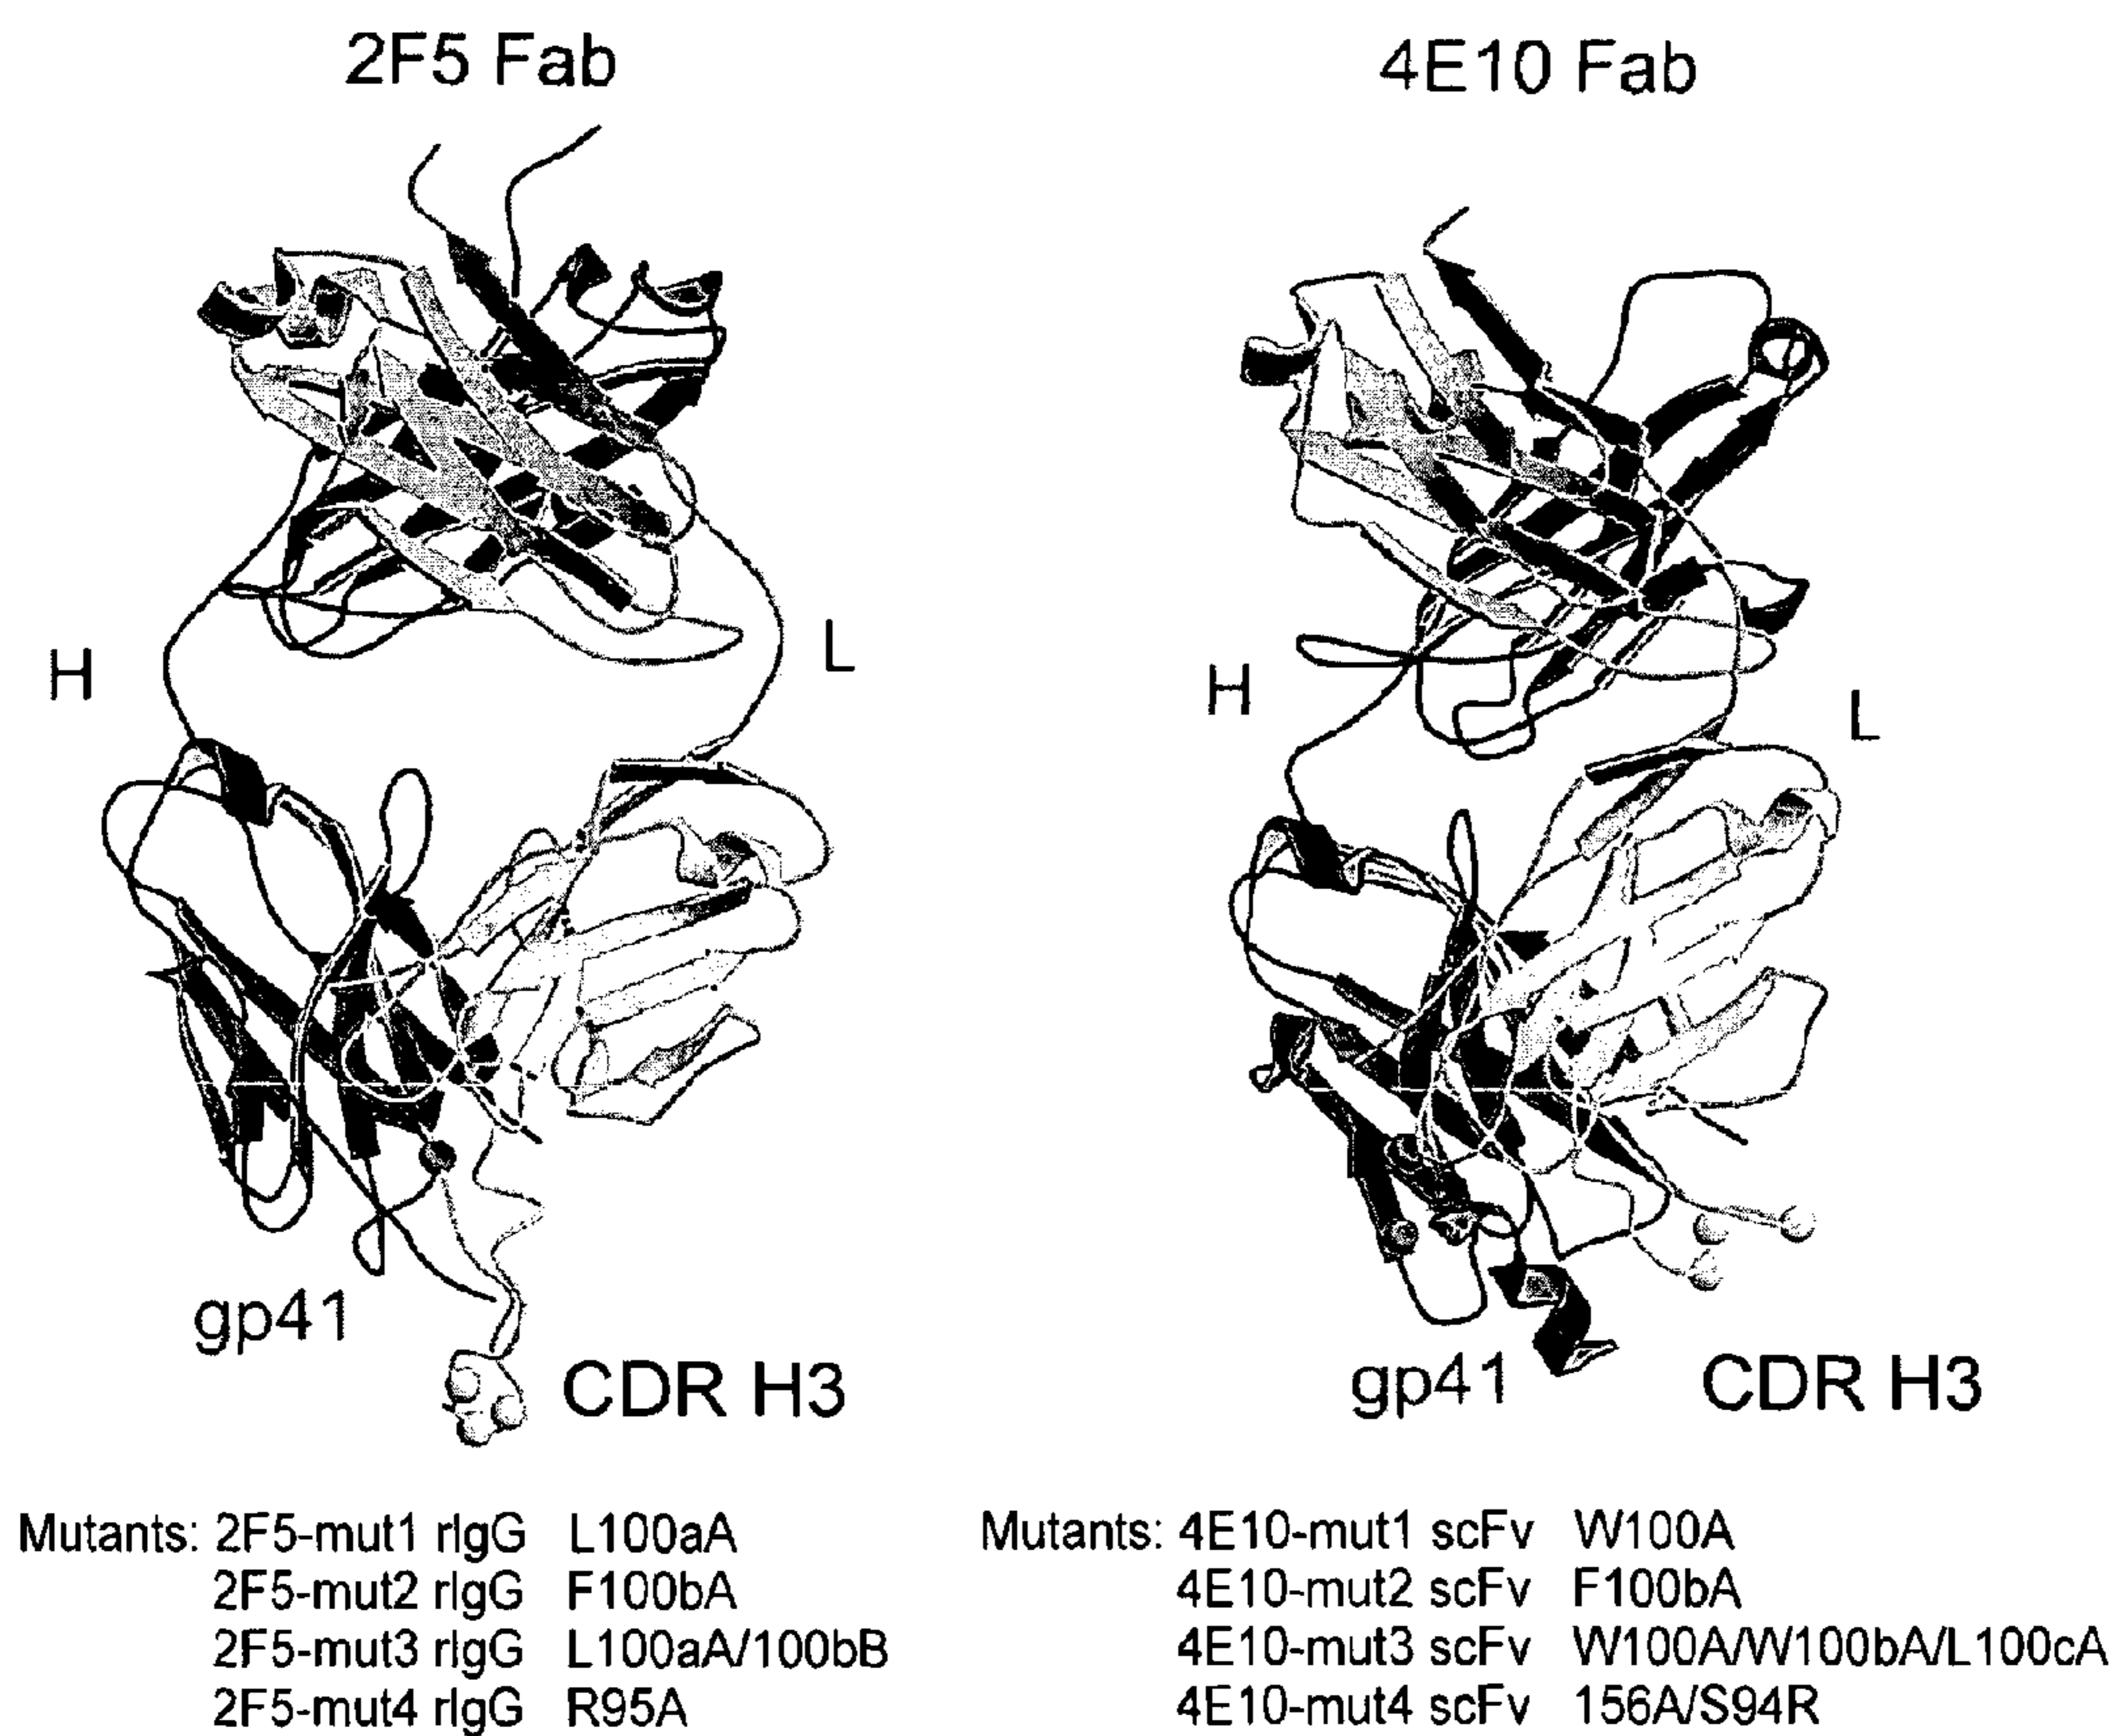 2F5 Fab
4E10 Fab
H
L
H
L
gp41
CDR H3
gp41
CDR H3
Mutants: 2F5-mut1 rIgG L100aA
2F5-mut2 rIgG F100bA
2F5-mut3 rIgG L100aA/100bB
2F5-mut4 rIgG R95A
Mutants: 4E10-mut1 scFv W100A
4E10-mut2 scFv F100bA
4E10-mut3 scFv W100A/W100bA/L100cA
4E10-mut4 scFv 156A/S94R